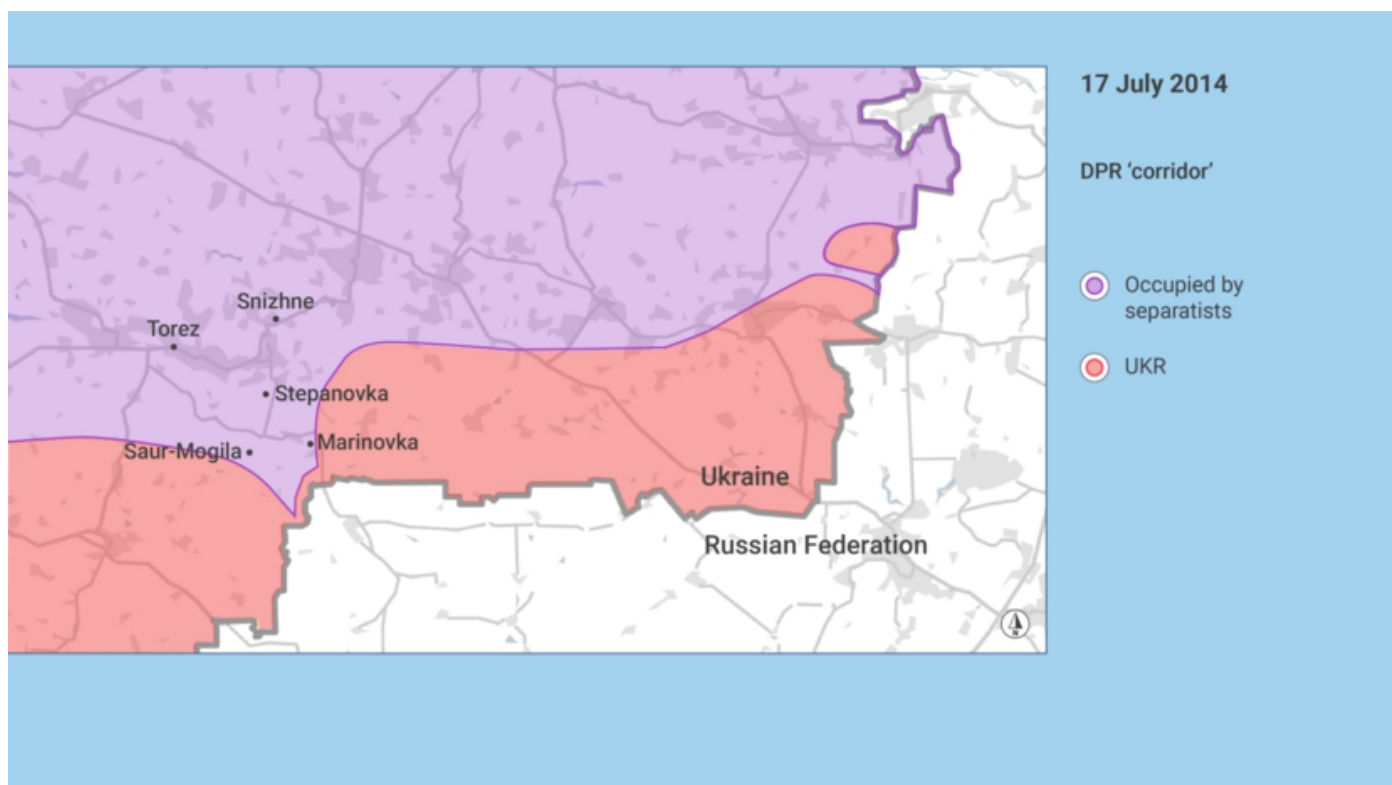 17 July 2014
DPR ‘corridor’
Occupied by
separatists
UKR
Snizhne
Torez
Stepanovka
Marinovka
Saur-Mogila
Ukraine
Russian Federation
N